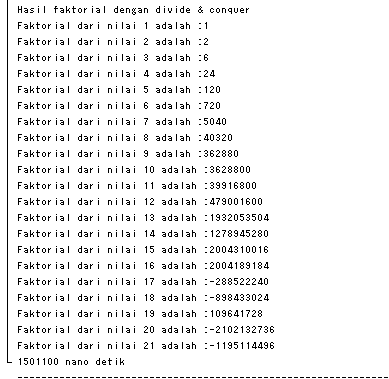 Hasil faktorial dengan divide & conquer
Faktorial dari nilai 1 adalah :1
Faktorial dari nilai 2 adalah :2
Faktorial dari nilai 3 adalah :6
Faktorial dari nilai 4 adalah :24
Faktorial dari nilai 5 adalah :120
Faktorial dari nilai 6 adalah :720
Faktorial dari nilai 7 adalah :5040
Faktorial dari nilai 8 adalah :40320
Faktorial dari nilai 9 adalah :362880
Faktorial dari nilai 10 adalah :3628800
Faktorial dari nilai 11 adalah :39916800
Faktorial dari nilai 12 adalah :479001600
Faktorial dari nilai 13 adalah :1932053504
Faktorial dari nilai 14 adalah :1278945280
Faktorial dari nilai 15 adalah :2004310016
Faktorial dari nilai 16 adalah :2004189184
Faktorial dari nilai 17 adalah :-288522240
Faktorial dari nilai 18 adalah :-898433024
Faktorial dari nilai 19 adalah :109641728
Faktorial dari nilai 20 adalah :-2102132736
Faktorial dari nilai 21 adalah :-1195114496
1501100 nano detik